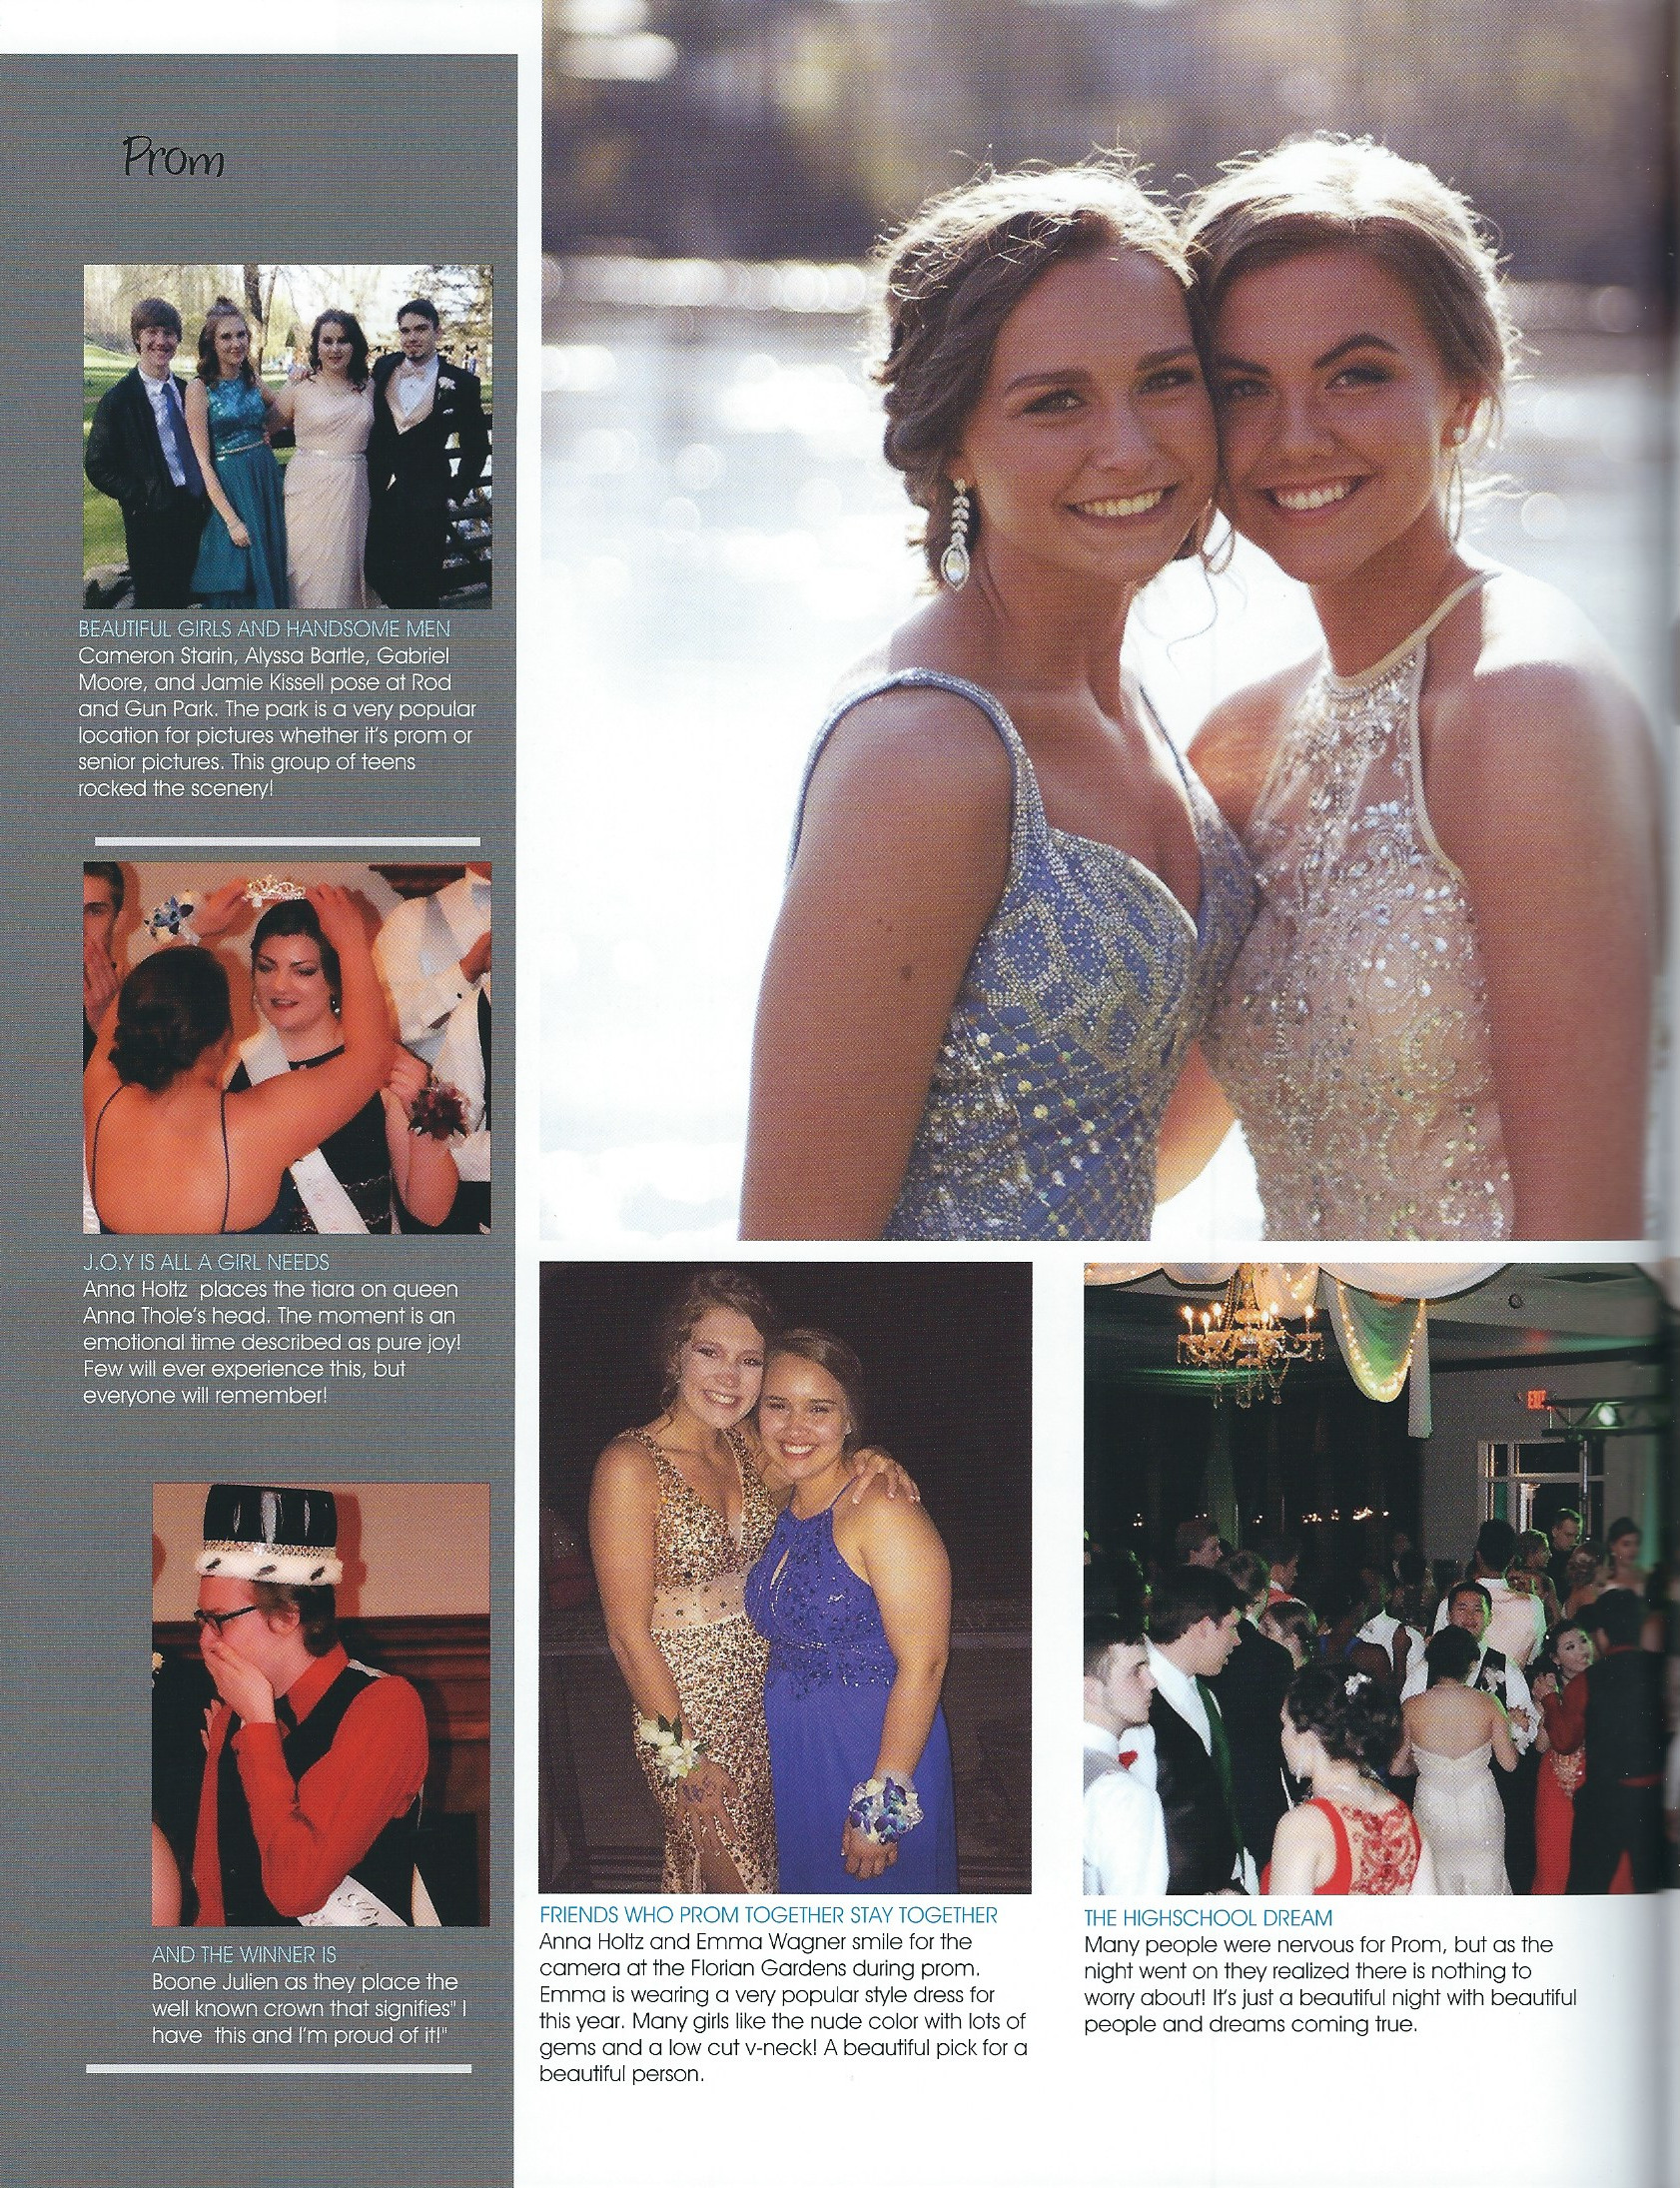 Prom
BEAUTIFUL GIRLS AND HANDSOME MEN
Cameron Starin, Alyssa Bartle, Gabriel
Moore, and Jamie Kissell pose at Rod
and Gun Park. The park is a very popular
location for pictures whether it's prom or
senior pictures. This group of teens
rocked the scenery!
J.O.Y IS ALL A GIRL NEEDS
Anna Holtz  places the tiara on queen
Anna Thole's head. The moment is an
emotional time described as pure joy!
Few will ever experience this, but
everyone will remember!
AND THE WINNER IS
Boone Julien as they place the
well known crown that signifies" I
have  this and I'm proud of it!"
FRIENDS WHO PROM TOGETHER STAY TOGETHER
Anna Holtz and Emma Wagner smile for the
camera at the Florian Gardens during prom.
Emma is wearing a very popular style dress for
this year. Many girls like the nude color with lots of
gems and a low cut v-neck! A beautiful pick for a
beautiful person.
EXIT
THE HIGHSCHOOL DREAM
Many people were nervous for Prom, but as the
night went on they realized there is nothing to
worry about! It's just a beautiful night with beautiful
people and dreams coming true.